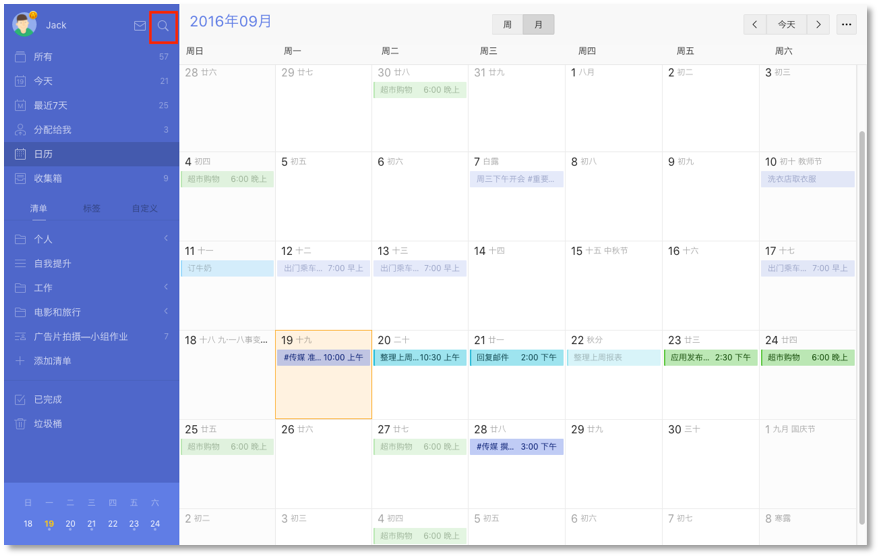 Jack
所有 57
今天 21
最近7天 25
分配给我 3
日历
收集箱 9
清单 标签 自定义
个人
自我提升
工作
电影和旅行
广告片拍摄—小组作业 7
添加清单
已完成
垃圾桶
日 一 二 三 四 五 六
18 19 20 21 22 23 24
2016年09月
周 月
今天
周日 周一 周二 周三 周四 周五 周六
28 廿六 29 廿七 30 廿八 31 廿九 1 八月 2 初二 3 初三
超市购物 6:00 晚上
4 初四 5 初五 6 初六 7 白露 8 初八 9 初九 10 初十 教师节
超市购物 6:00 晚上 周三下午开会 #重要... 洗衣店取衣服
11 十一 12 十二 13 十三 14 十四 15 十五 中秋节 16 十六 17 十七
订牛奶 出门乘车... 7:00 早上 出门乘车... 7:00 早上 出门乘车... 7:00 早上
18 十八 九一八事变... 19 十九 20 二十 21 廿一 22 秋分 23 廿三 24 廿四
#传媒 准... 10:00 上午 整理上周... 10:30 上午 回复邮件 2:00 下午 整理上周报表 应用发布... 2:30 下午 超市购物 6:00 晚上
25 廿五 26 廿六 27 廿七 28 廿八 29 廿九 30 三十 1 九月 国庆节
超市购物 6:00 晚上 超市购物 6:00 晚上 #传媒 撰... 3:00 下午
2 初二 3 初三 4 初四 5 初五 6 初六 7 初七 8 寒露
超市购物 6:00 晚上